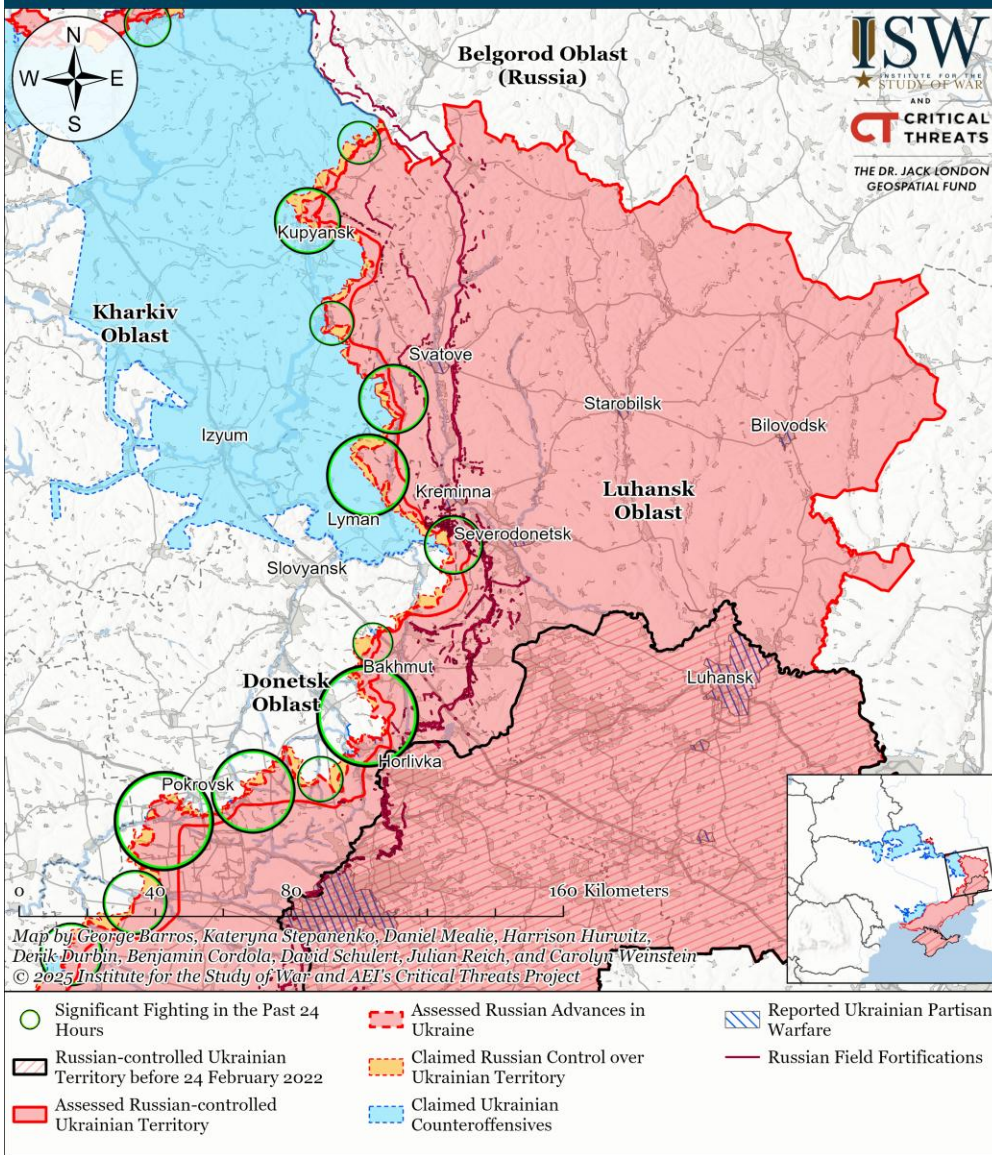 N
W
E
S
Belgorod Oblast
(Russia)
ISW
INSTITUTE FOR THE
STUDY OF WAR
AND
CT CRITICAL
THREATS
THE DR. JACK LONDON
GEOSPATIAL FUND
Kupyansk
Kharkiv
Oblast
Svatove
Starobilsk
Bilovodsk
Izyum
Kreminna
Luhansk
Oblast
Lyman
Severodonetsk
Slovyansk
Bakhmut
Donetsk
Oblast
Luhansk
Horlivka
Pokrovsk
0
40
80
160 Kilometers
Map by George Barros, Kateryna Stepanenko, Daniel Mealie, Harrison Hurwitz,
Derik Durbin, Benjamin Cordola, David Schulert, Julian Reich, and Carolyn Weinstein
© 2025 Institute for the Study of War and AEI's Critical Threats Project
Significant Fighting in the Past 24
Hours
Russian-controlled Ukrainian
Territory before 24 February 2022
Assessed Russian-controlled
Ukrainian Territory
Assessed Russian Advances in
Ukraine
Claimed Russian Control over
Ukrainian Territory
Claimed Ukrainian
Counteroffensives
Reported Ukrainian Partisan
Warfare
Russian Field Fortifications